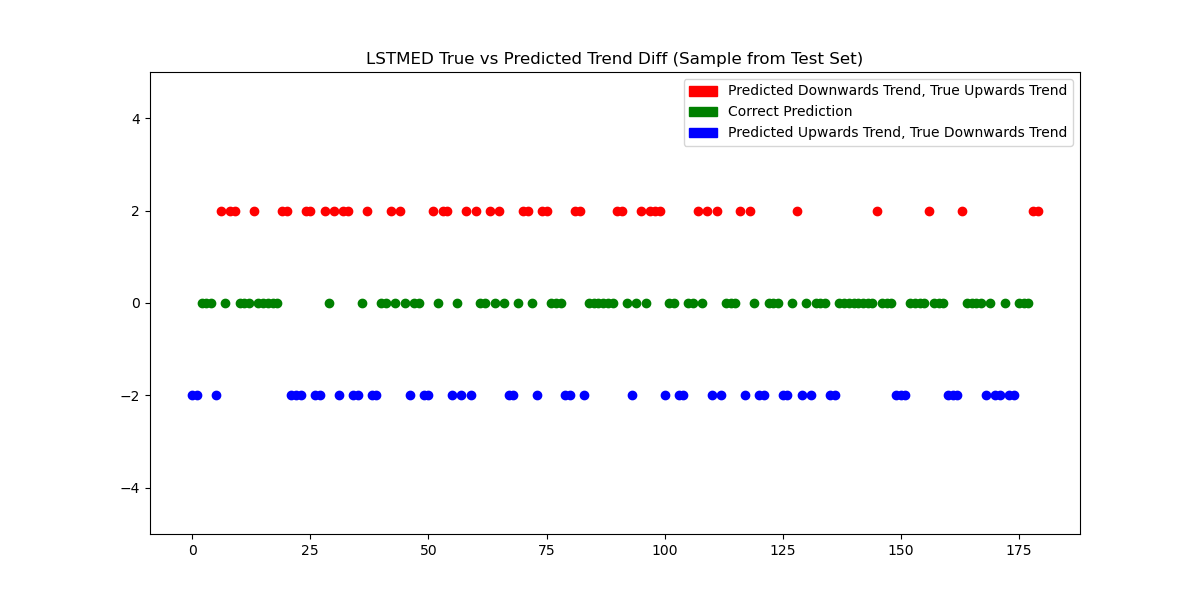 LSTMED True vs Predicted Trend Diff (Sample from Test Set)
Predicted Downwards Trend, True Upwards Trend
Correct Prediction
Predicted Upwards Trend, True Downwards Trend
4
2
0
−2
−4
0 25 50 75 100 125 150 175